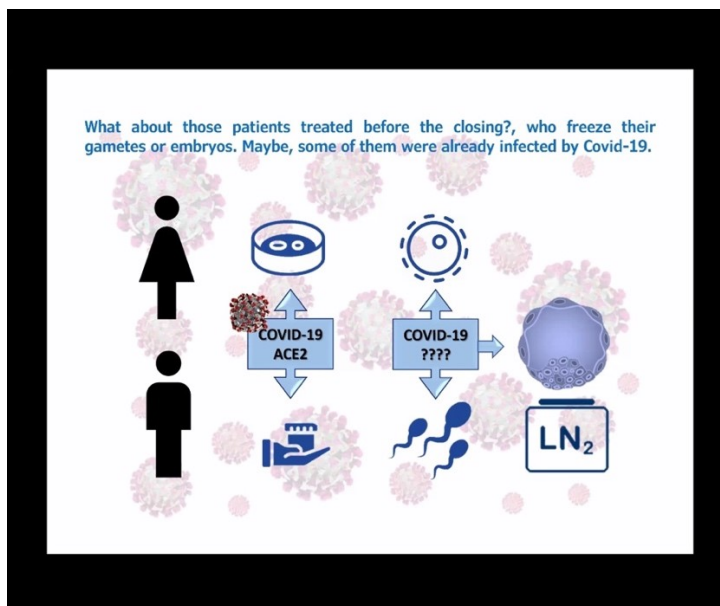 What about those patients treated before the closing?, who freeze their
gametes or embryos. Maybe, some of them were already infected by Covid-19.
COVID-19
ACE2
COVID-19
????
LN₂